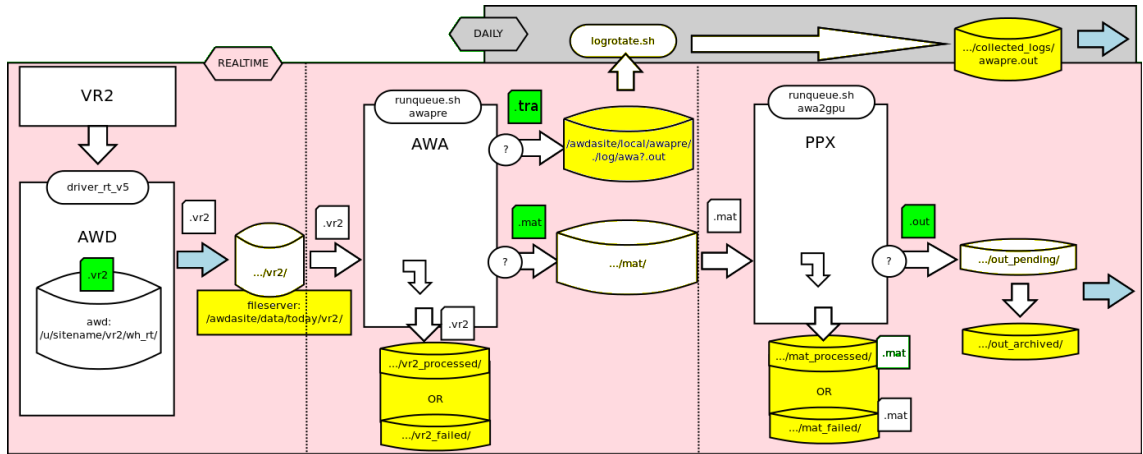 DAILY
logrotate.sh
.../collected_logs/
awapre.out
REALTIME
VR2
driver_rt_v5
AWD
.vr2
awd:
/u/sitename/vr2/wh_rt/
.vr2
.../vr2/
fileserver:
/awdasite/data/today/vr2/
.vr2
runqueue.sh
awapre
AWA
?
.tra
/awdasite/local/awapre/
./log/awa?.out
?
.mat
.../mat/
.vr2
.../vr2_processed/
OR
.../vr2_failed/
.mat
runqueue.sh
awa2gpu
PPX
?
.out
.../out_pending/
.../out_archived/
.../mat_processed/
.mat
OR
.mat
.../mat_failed/